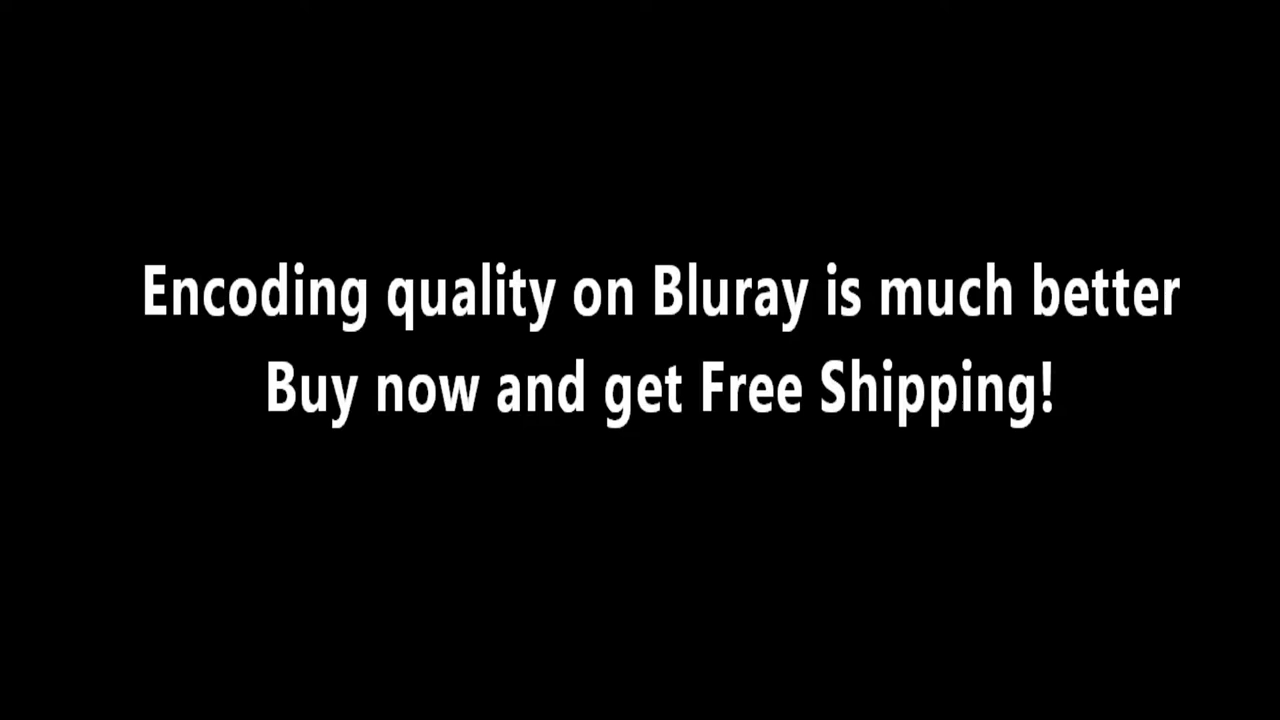 Encoding quality on Bluray is much better
Buy now and get Free Shipping!